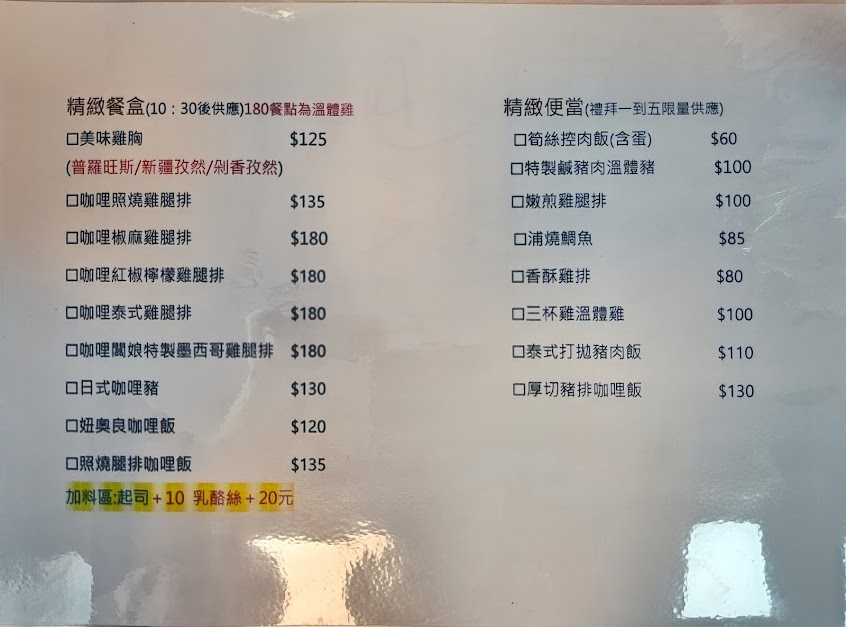 精緻餐盒(10：30後供應)180餐點為溫體雞
□美味雞胸 $125
(普羅旺斯/新疆孜然/剁香孜然)
□咖哩照燒雞腿排 $135
□咖哩椒麻雞腿排 $180
□咖哩紅椒檸檬雞腿排 $180
□咖哩泰式雞腿排 $180
□咖哩闆娘特製墨西哥雞腿排 $180
□日式咖哩豬 $130
□妞奧良咖哩飯 $120
□照燒腿排咖哩飯 $135
加料區:起司+10 乳酪絲+20元
精緻便當(禮拜一到五限量供應)
□筍絲控肉飯(含蛋) $60
□特製鹹豬肉溫體豬 $100
□嫩煎雞腿排 $100
□浦燒鯛魚 $85
□香酥雞排 $80
□三杯雞溫體雞 $100
□泰式打拋豬肉飯 $110
□厚切豬排咖哩飯 $130